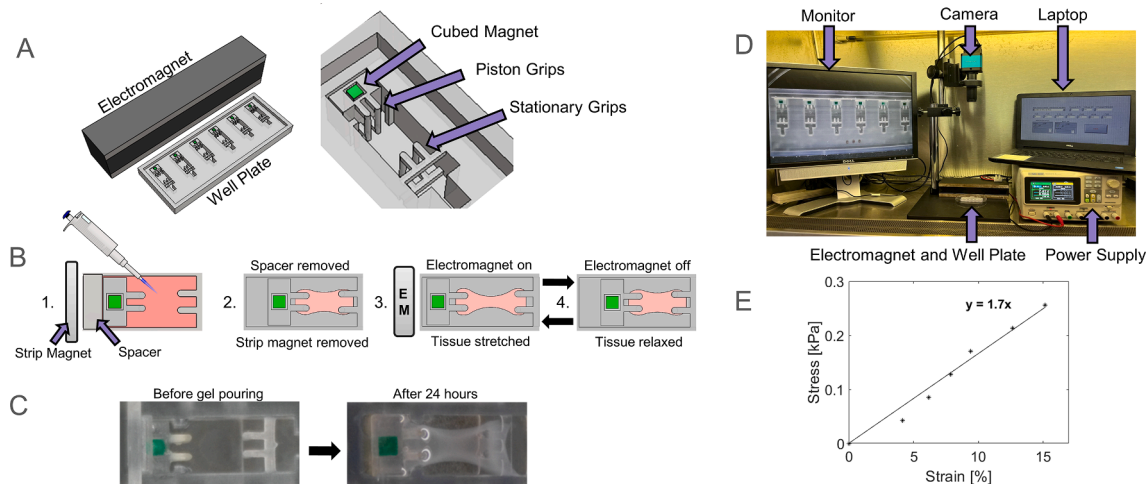 A
Electromagnet
Well Plate
Cubed Magnet
Piston Grips
Stationary Grips
B
1.
Strip Magnet
Spacer
2.
Spacer removed
Strip magnet removed
3.
E
M
Electromagnet on
Tissue stretched
4.
Electromagnet off
Tissue relaxed
C
Before gel pouring
After 24 hours
D
Monitor
Camera
Laptop
DELL
Electromagnet and Well Plate
Power Supply
E
y = 1.7x
Stress [kPa]
0.3
0.2
0.1
0
0
5
10
15
Strain [%]